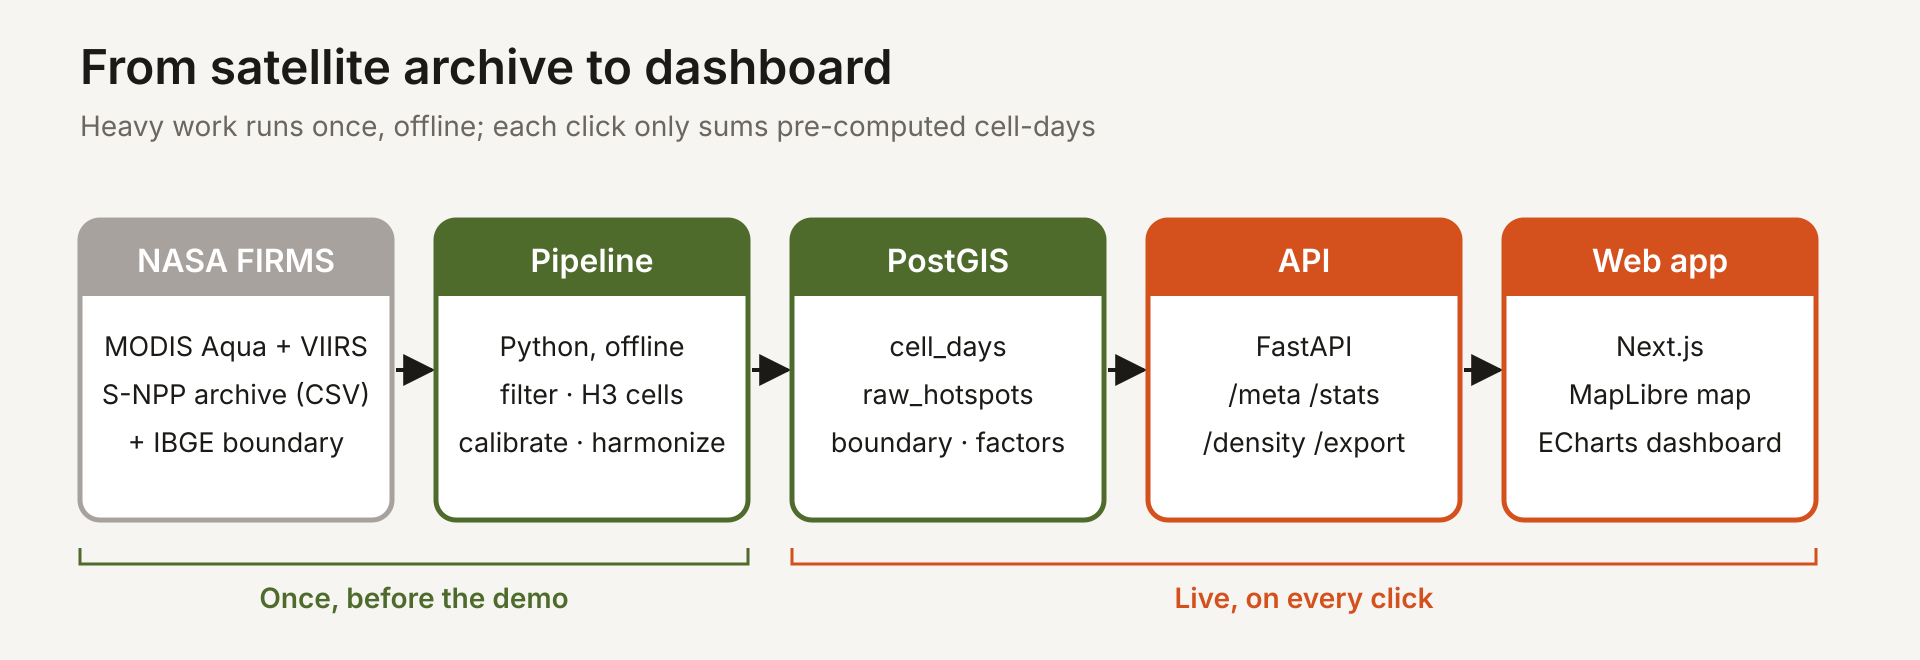 From satellite archive to dashboard
Heavy work runs once, offline; each click only sums pre-computed cell-days
NASA FIRMS
MODIS Aqua + VIIRS
S-NPP archive (CSV)
+ IBGE boundary
Pipeline
Python, offline
filter · H3 cells
calibrate · harmonize
PostGIS
cell_days
raw_hotspots
boundary · factors
API
FastAPI
/meta /stats
/density /export
Web app
Next.js
MapLibre map
ECharts dashboard
Once, before the demo
Live, on every click